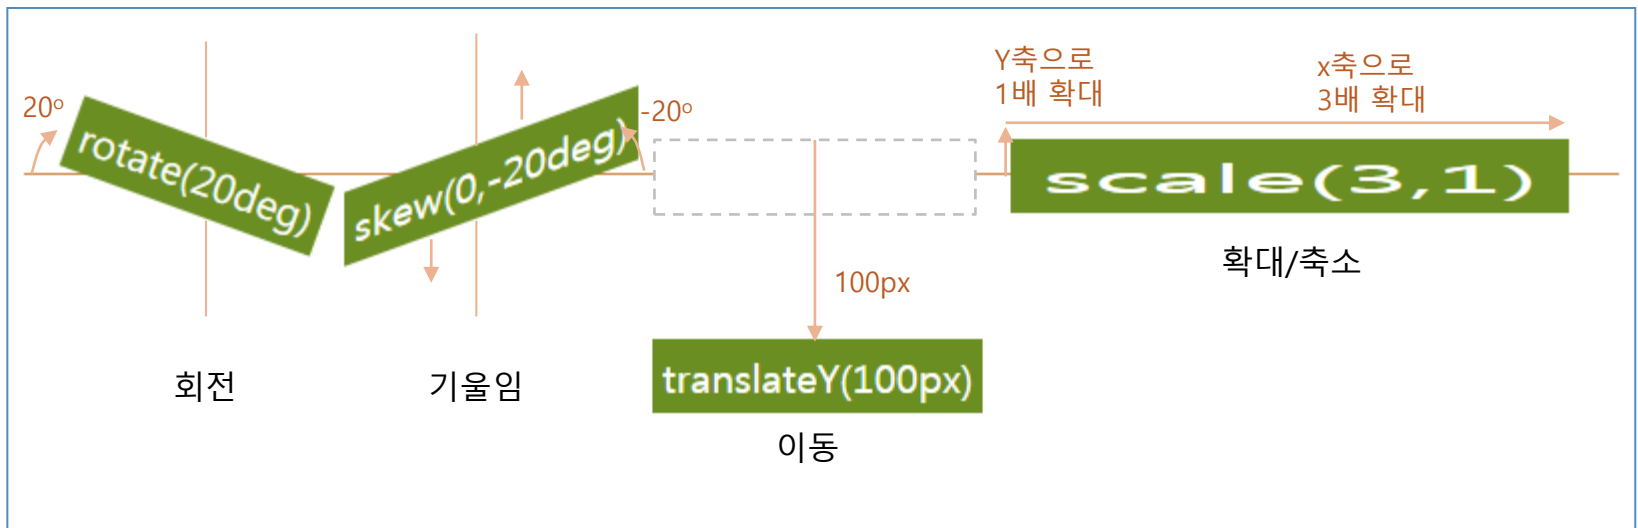 20º
rotate(20deg)
회전
skew(0,-20deg)
-20º
기울임
100px
translateY(100px)
이동
Y축으로
1배 확대
x축으로
3배 확대
scale(3,1)
확대/축소